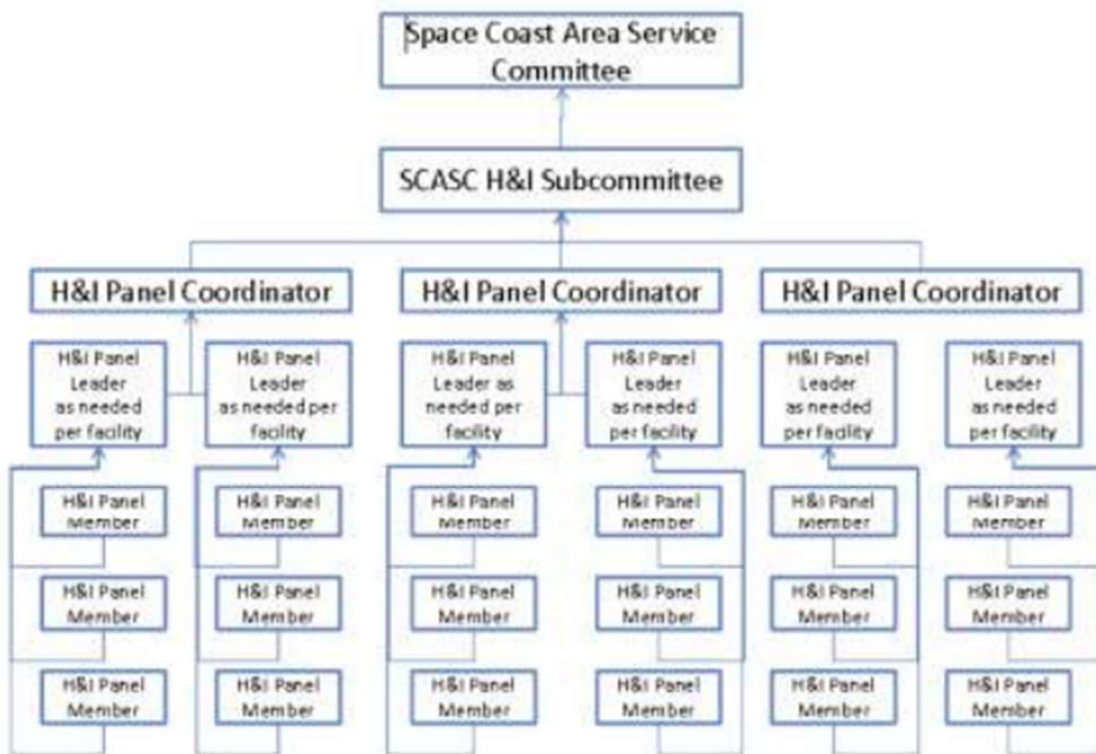 Space Coast Area Service
Committee
SCASC H&I Subcommittee
H&I Panel Coordinator
H&I Panel Coordinator
H&I Panel Coordinator
H&I Panel
Leader
as needed
per facility
H&I Panel
Leader
as needed per
facility
H&I Panel
Leader as
needed per
facility
H&I Panel
Leader
as needed
per facility
H&I Panel
Leader
as needed
per facility
H&I Panel
Leader
as needed
per facility
H&I Panel
Member
H&I Panel
Member
H&I Panel
Member
H&I Panel
Member
H&I Panel
Member
H&I Panel
Member
H&I Panel
Member
H&I Panel
Member
H&I Panel
Member
H&I Panel
Member
H&I Panel
Member
H&I Panel
Member
H&I Panel
Member
H&I Panel
Member
H&I Panel
Member
H&I Panel
Member
H&I Panel
Member
H&I Panel
Member